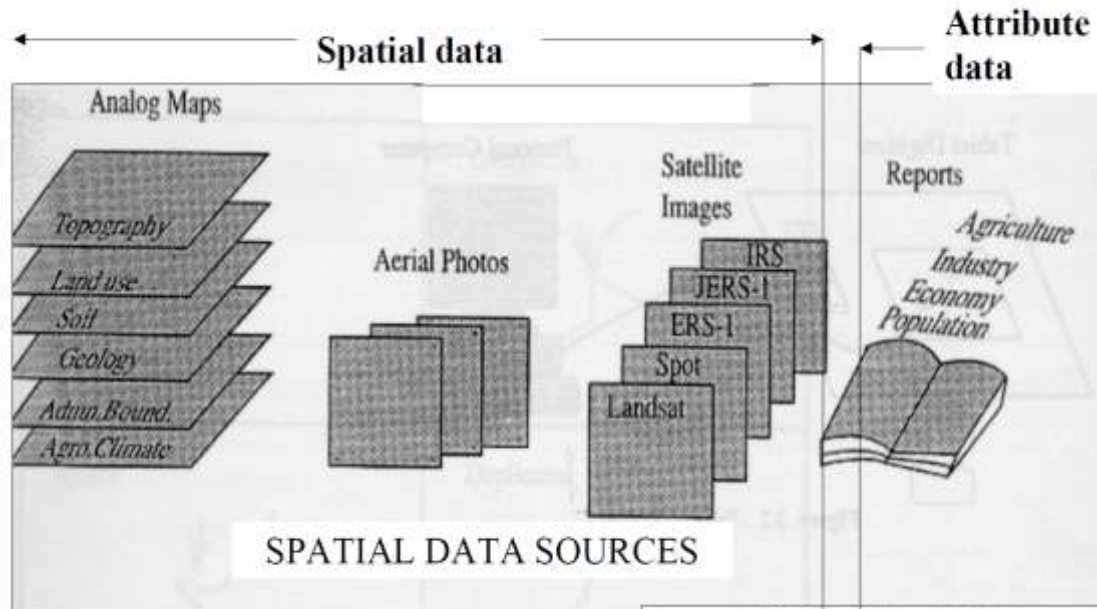 Spatial data
Attribute
data
Analog Maps
Topography
Land use
Soil
Geology
Admn.Bound.
Agro.Climate
Aerial Photos
Satellite
Images
IRS
JERS-1
ERS-1
Spot
Landsat
Reports
Agriculture
Industry
Economy
Population
SPATIAL DATA SOURCES